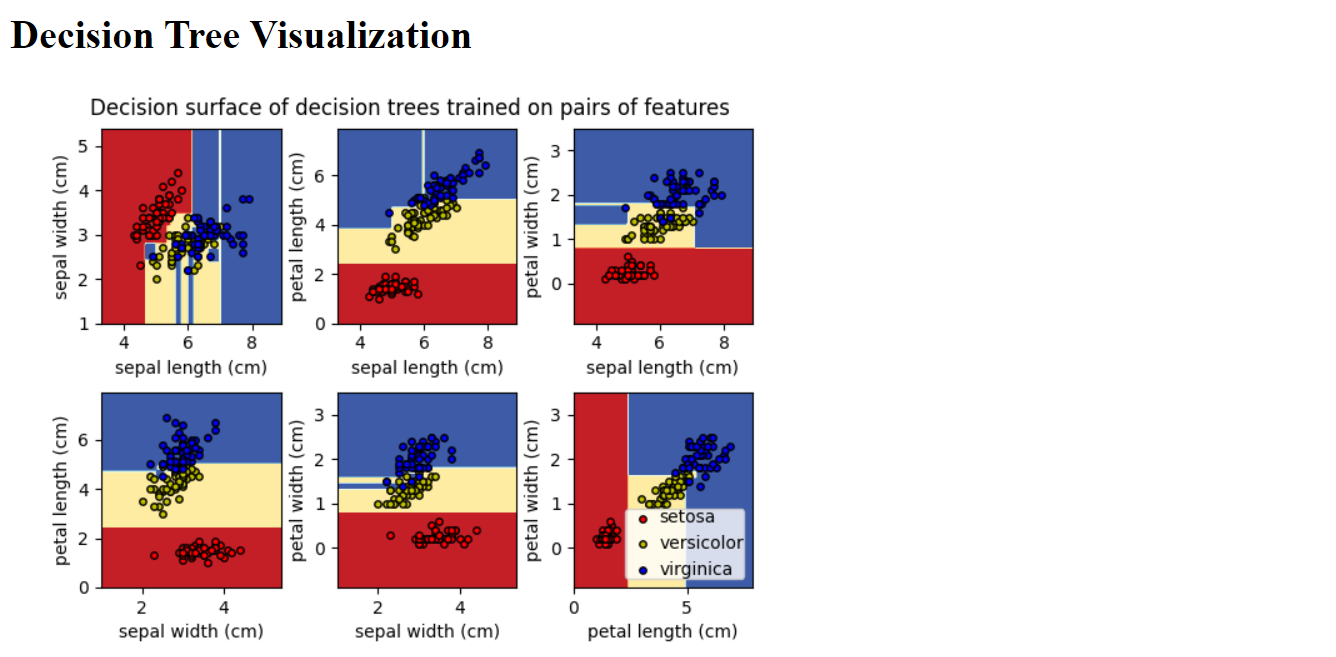 Decision Tree Visualization
Decision surface of decision trees trained on pairs of features
sepal width (cm)
5
4
3
2
1
4 6 8
sepal length (cm)
petal length (cm)
6
4
2
0
4 6 8
sepal length (cm)
petal width (cm)
3
2
1
0
4 6 8
sepal length (cm)
petal length (cm)
6
4
2
0
2 4
sepal width (cm)
petal width (cm)
3
2
1
0
2 4
sepal width (cm)
petal width (cm)
3
2
1
0
setosa
versicolor
virginica
0 5
petal length (cm)